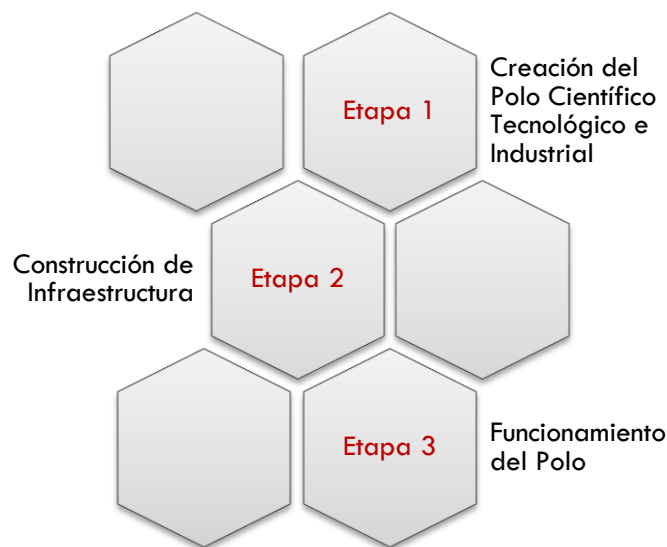 Etapa 1
Creación del
Polo Científico
Tecnológico e
Industrial
Construcción de
Infraestructura
Etapa 2
Etapa 3
Funcionamiento
del Polo